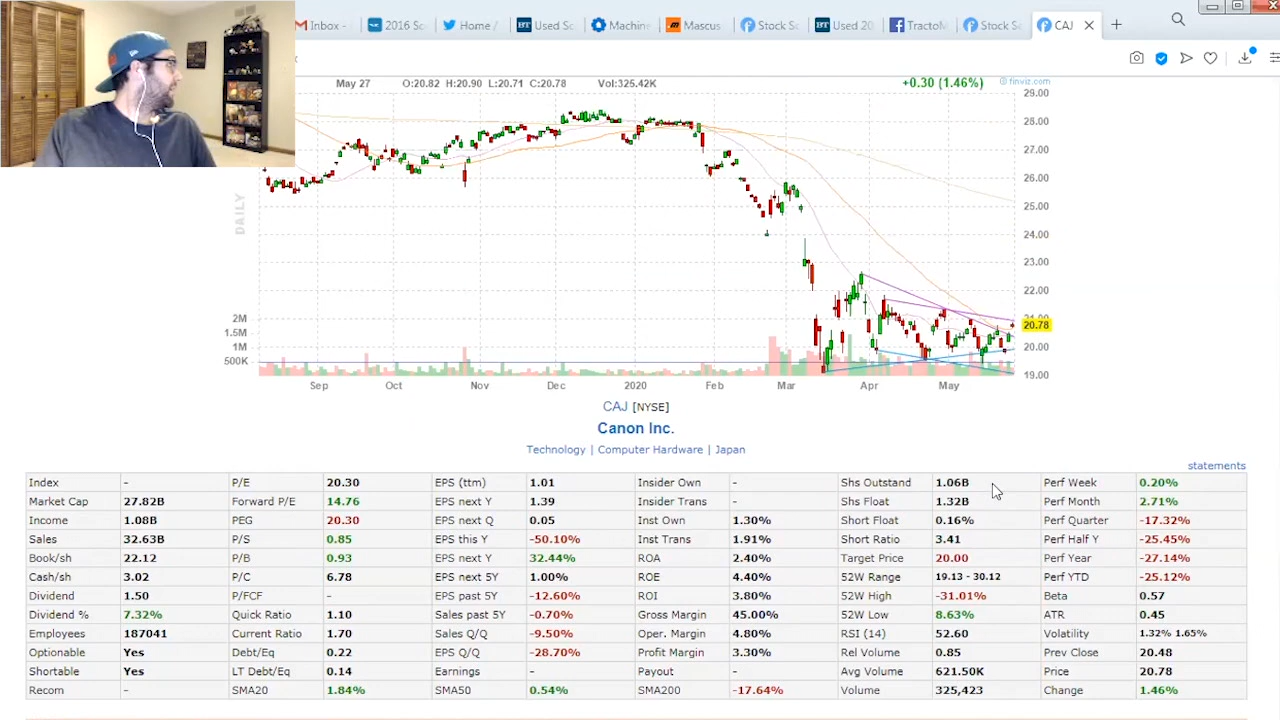 Inbox - 2016 Sc Home / BT Used Sc Machin Mascus Stock Sc BT Used 20 TractoM Stock Sc CAJ
May 27 O:20.82 H:20.90 L:20.71 C:20.78 Vol:325.42K +0.30 (1.46%) finviz.com
29.00
28.00
27.00
26.00
25.00
24.00
23.00
22.00
21.00
20.78
20.00
19.00
DAILY
2M
1.5M
1M
500K
Sep Oct Nov Dec 2020 Feb Mar Apr May
CAJ [NYSE]
Canon Inc.
Technology | Computer Hardware | Japan
statements
Index - P/E 20.30 EPS (ttm) 1.01 Insider Own - Shs Outstand 1.06B Perf Week 0.20%
Market Cap 27.82B Forward P/E 14.76 EPS next Y 1.39 Insider Trans - Shs Float 1.32B Perf Month 2.71%
Income 1.08B PEG 20.30 EPS next Q 0.05 Inst Own 1.30% Short Float 0.16% Perf Quarter -17.32%
Sales 32.63B P/S 0.85 EPS this Y -50.10% Inst Trans 1.91% Short Ratio 3.41 Perf Half Y -25.45%
Book/sh 22.12 P/B 0.93 EPS next Y 32.44% ROA 2.40% Target Price 20.00 Perf Year -27.14%
Cash/sh 3.02 P/C 6.78 EPS next 5Y 1.00% ROE 4.40% 52W Range 19.13 - 30.12 Perf YTD -25.12%
Dividend 1.50 P/FCF - EPS past 5Y -12.60% ROI 3.80% 52W High -31.01% Beta 0.57
Dividend % 7.32% Quick Ratio 1.10 Sales past 5Y -0.70% Gross Margin 45.00% 52W Low 8.63% ATR 0.45
Employees 187041 Current Ratio 1.70 Sales Q/Q -9.50% Oper. Margin 4.80% RSI (14) 52.60 Volatility 1.32% 1.65%
Optionable Yes Debt/Eq 0.22 EPS Q/Q -28.70% Profit Margin 3.30% Rel Volume 0.85 Prev Close 20.48
Shortable Yes LT Debt/Eq 0.14 Earnings - Payout - Avg Volume 621.50K Price 20.78
Recom - SMA20 1.84% SMA50 0.54% SMA200 -17.64% Volume 325,423 Change 1.46%